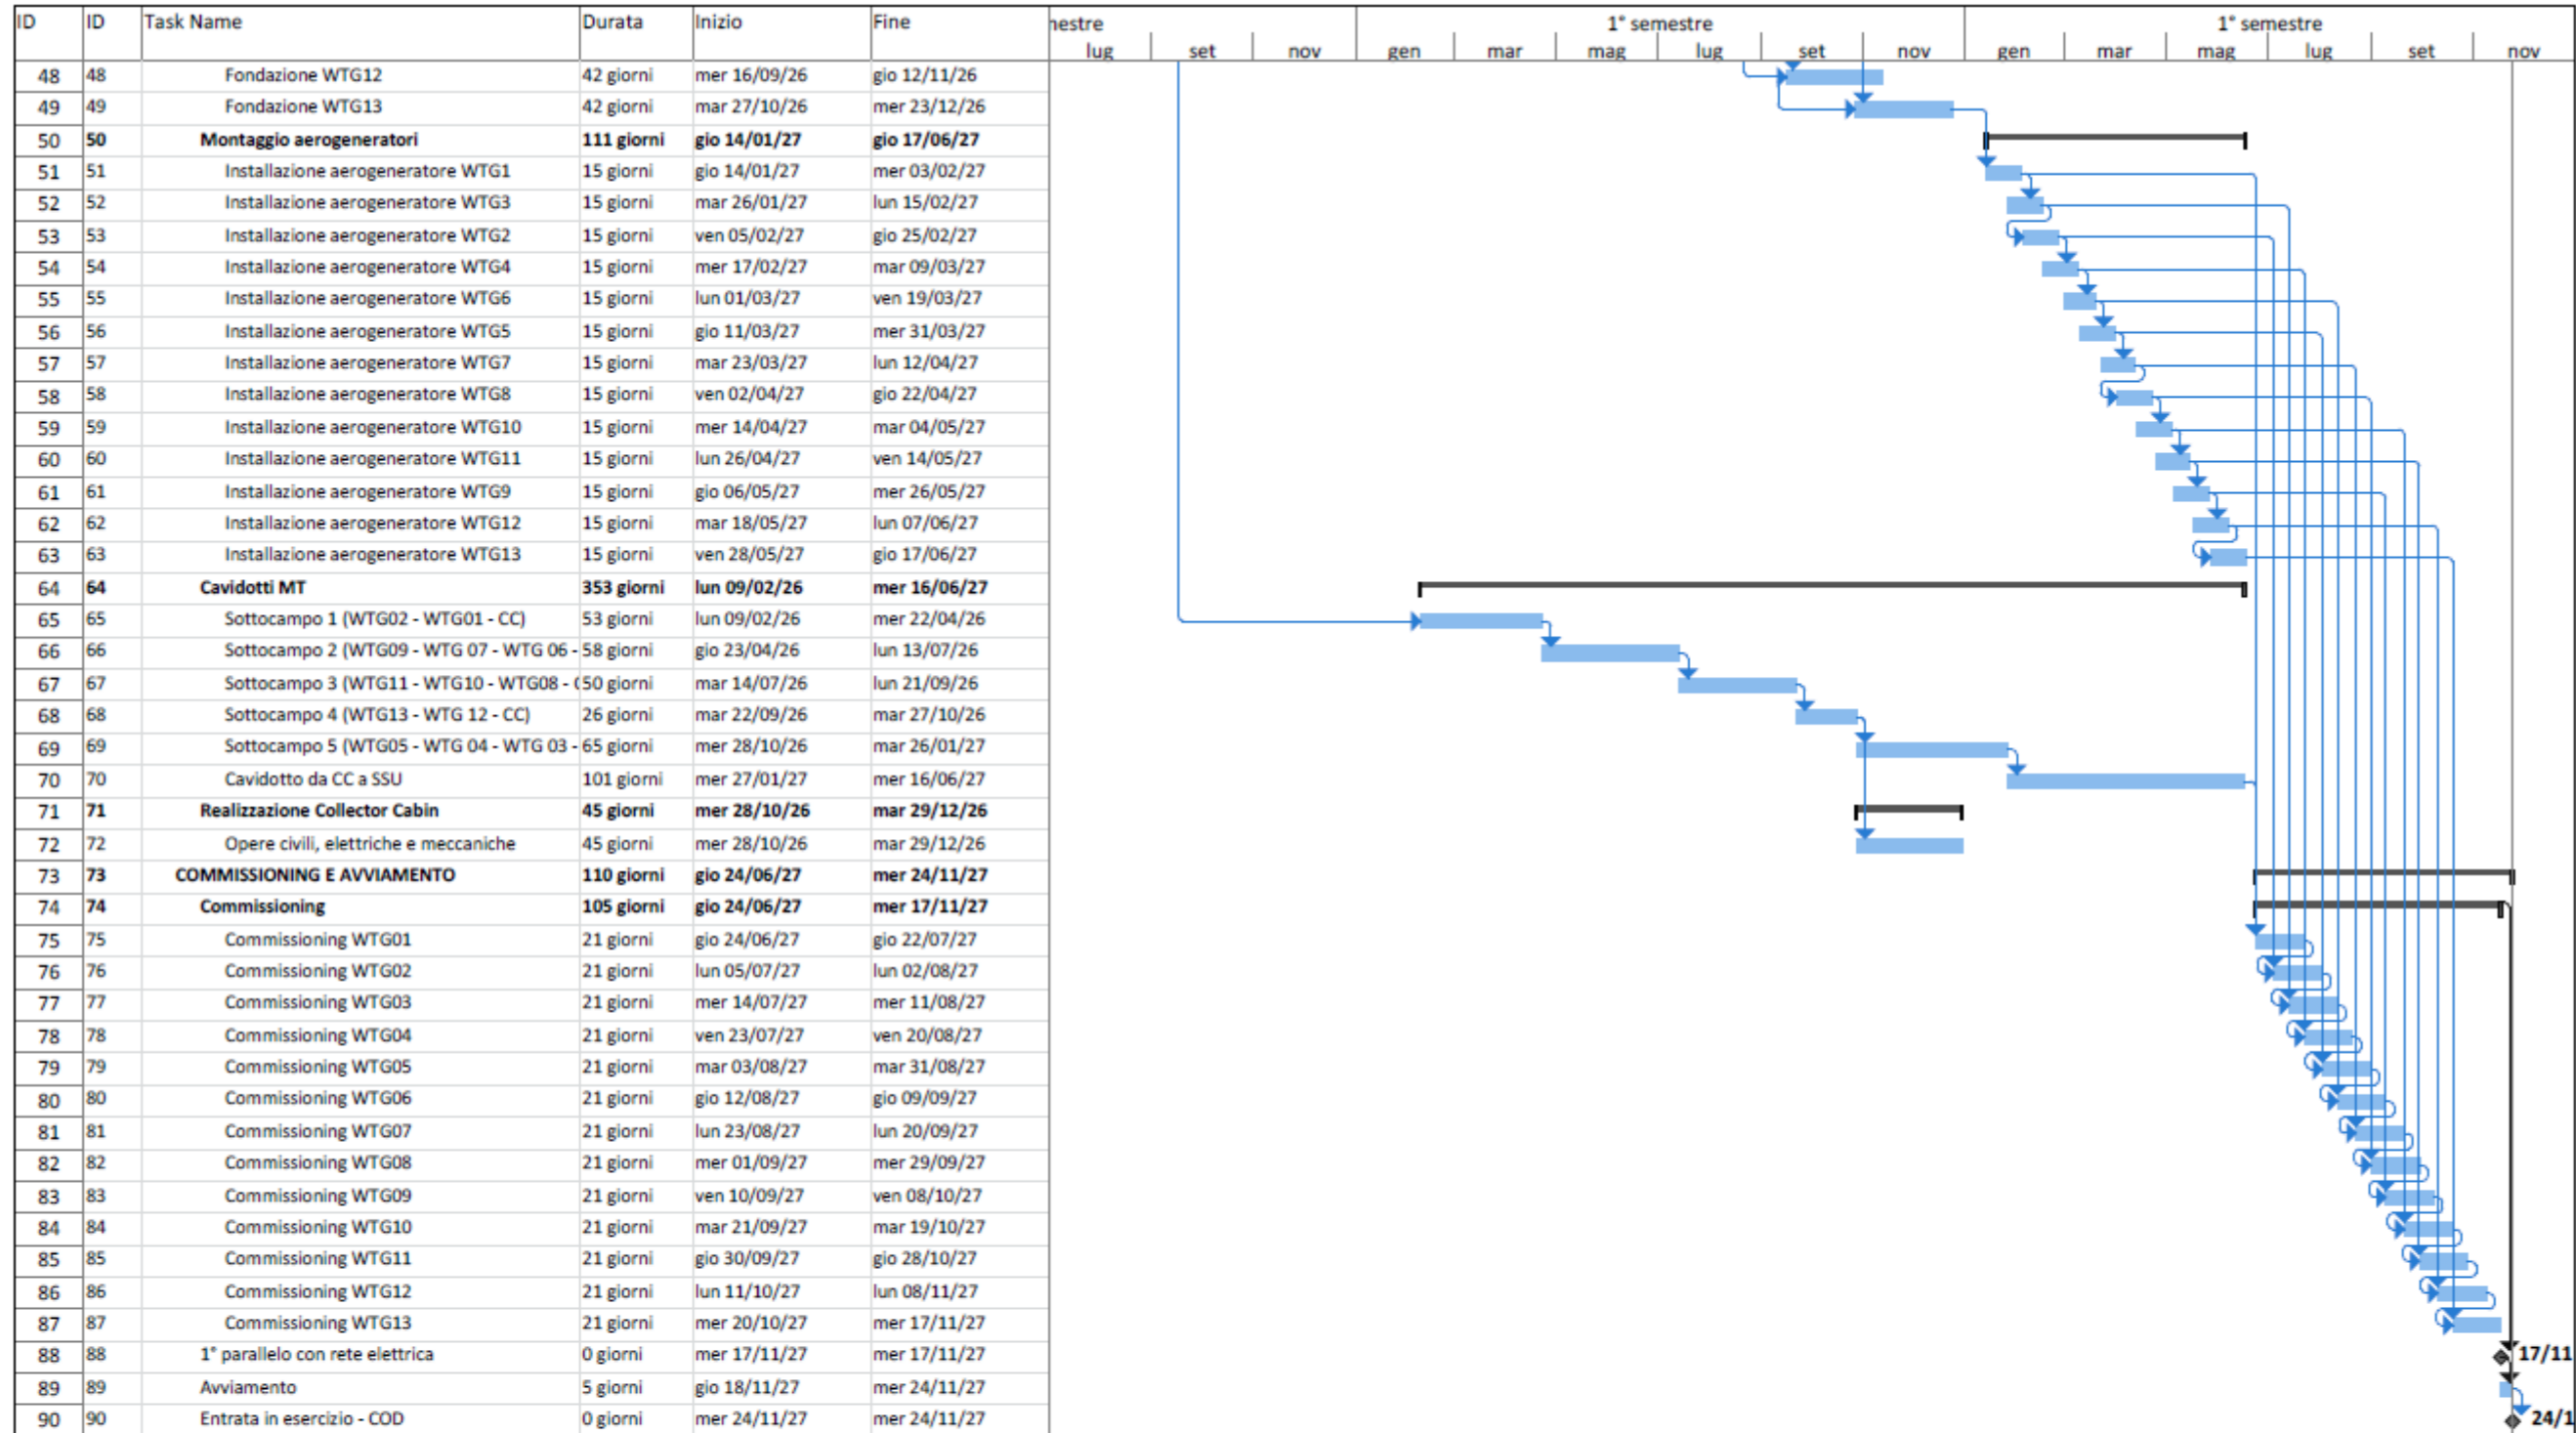 ID ID Task Name Durata Inizio Fine nestre 1° semestre 1° semestre
lug set nov gen mar mag lug set nov gen mar mag lug set nov
48 48 Fondazione WTG12 42 giorni mer 16/09/26 gio 12/11/26
49 49 Fondazione WTG13 42 giorni mar 27/10/26 mer 23/12/26
50 50 Montaggio aerogeneratori 111 giorni gio 14/01/27 gio 17/06/27
51 51 Installazione aerogeneratore WTG1 15 giorni gio 14/01/27 mer 03/02/27
52 52 Installazione aerogeneratore WTG3 15 giorni mar 26/01/27 lun 15/02/27
53 53 Installazione aerogeneratore WTG2 15 giorni ven 05/02/27 gio 25/02/27
54 54 Installazione aerogeneratore WTG4 15 giorni mer 17/02/27 mar 09/03/27
55 55 Installazione aerogeneratore WTG6 15 giorni lun 01/03/27 ven 19/03/27
56 56 Installazione aerogeneratore WTG5 15 giorni gio 11/03/27 mer 31/03/27
57 57 Installazione aerogeneratore WTG7 15 giorni mar 23/03/27 lun 12/04/27
58 58 Installazione aerogeneratore WTG8 15 giorni ven 02/04/27 gio 22/04/27
59 59 Installazione aerogeneratore WTG10 15 giorni mer 14/04/27 mar 04/05/27
60 60 Installazione aerogeneratore WTG11 15 giorni lun 26/04/27 ven 14/05/27
61 61 Installazione aerogeneratore WTG9 15 giorni gio 06/05/27 mer 26/05/27
62 62 Installazione aerogeneratore WTG12 15 giorni mar 18/05/27 lun 07/06/27
63 63 Installazione aerogeneratore WTG13 15 giorni ven 28/05/27 gio 17/06/27
64 64 Cavidotti MT 353 giorni lun 09/02/26 mer 16/06/27
65 65 Sottocampo 1 (WTG02 - WTG01 - CC) 53 giorni lun 09/02/26 mer 22/04/26
66 66 Sottocampo 2 (WTG09 - WTG 07 - WTG 06 - 58 giorni gio 23/04/26 lun 13/07/26
67 67 Sottocampo 3 (WTG11 - WTG10 - WTG08 - 50 giorni mar 14/07/26 lun 21/09/26
68 68 Sottocampo 4 (WTG13 - WTG 12 - CC) 26 giorni mar 22/09/26 mar 27/10/26
69 69 Sottocampo 5 (WTG05 - WTG 04 - WTG 03 - 65 giorni mer 28/10/26 mar 26/01/27
70 70 Cavidotto da CC a SSU 101 giorni mer 27/01/27 mer 16/06/27
71 71 Realizzazione Collector Cabin 45 giorni mer 28/10/26 mar 29/12/26
72 72 Opere civili, elettriche e meccaniche 45 giorni mer 28/10/26 mar 29/12/26
73 73 COMMISSIONING E AVVIAMENTO 110 giorni gio 24/06/27 mer 24/11/27
74 74 Commissioning 105 giorni gio 24/06/27 mer 17/11/27
75 75 Commissioning WTG01 21 giorni gio 24/06/27 gio 22/07/27
76 76 Commissioning WTG02 21 giorni lun 05/07/27 lun 02/08/27
77 77 Commissioning WTG03 21 giorni mer 14/07/27 mer 11/08/27
78 78 Commissioning WTG04 21 giorni ven 23/07/27 ven 20/08/27
79 79 Commissioning WTG05 21 giorni mar 03/08/27 mar 31/08/27
80 80 Commissioning WTG06 21 giorni gio 12/08/27 gio 09/09/27
81 81 Commissioning WTG07 21 giorni lun 23/08/27 lun 20/09/27
82 82 Commissioning WTG08 21 giorni mer 01/09/27 mer 29/09/27
83 83 Commissioning WTG09 21 giorni ven 10/09/27 ven 08/10/27
84 84 Commissioning WTG10 21 giorni mar 21/09/27 mar 19/10/27
85 85 Commissioning WTG11 21 giorni gio 30/09/27 gio 28/10/27
86 86 Commissioning WTG12 21 giorni lun 11/10/27 lun 08/11/27
87 87 Commissioning WTG13 21 giorni mer 20/10/27 mer 17/11/27
88 88 1° parallelo con rete elettrica 0 giorni mer 17/11/27 mer 17/11/27 17/11
89 89 Avviamento 5 giorni gio 18/11/27 mer 24/11/27
90 90 Entrata in esercizio - COD 0 giorni mer 24/11/27 mer 24/11/27 24/1